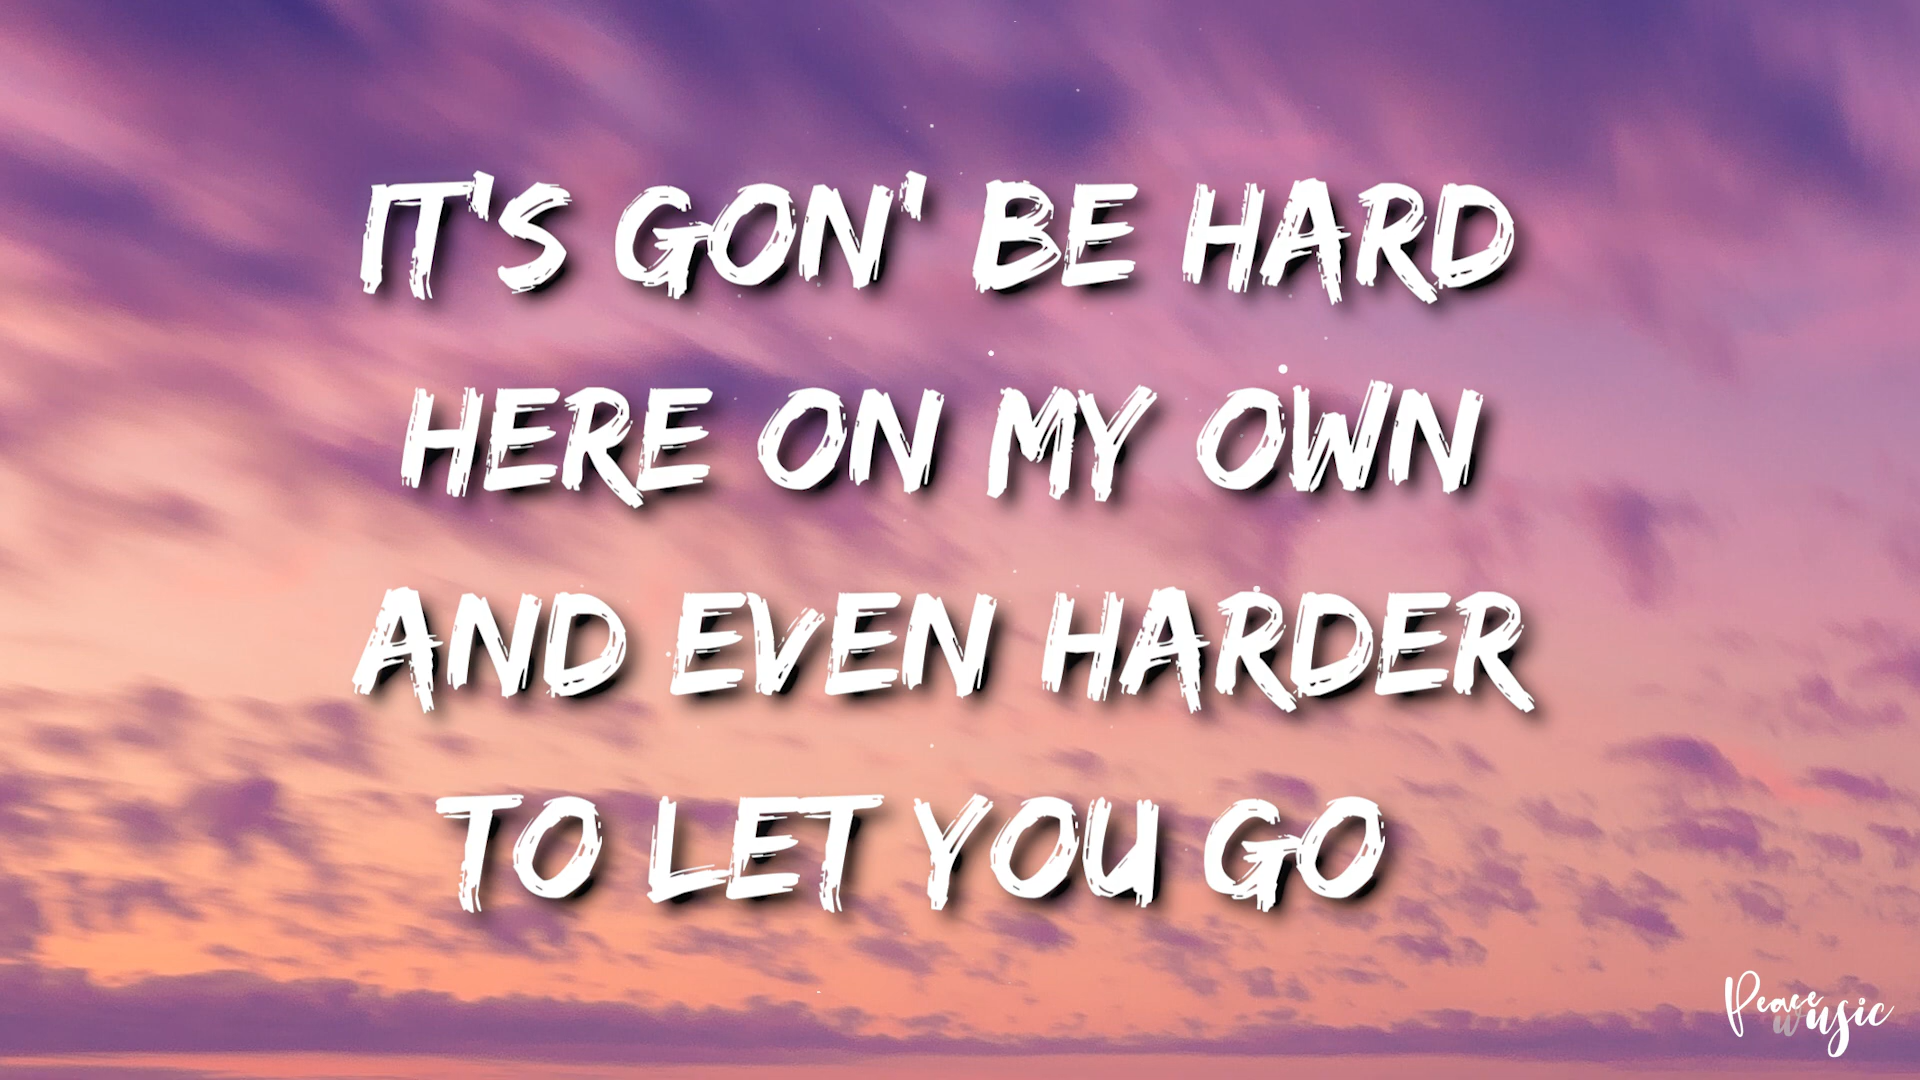 IT'S GON' BE HARD
HERE ON MY OWN
AND EVEN HARDER
TO LET YOU GO
Peace
Music